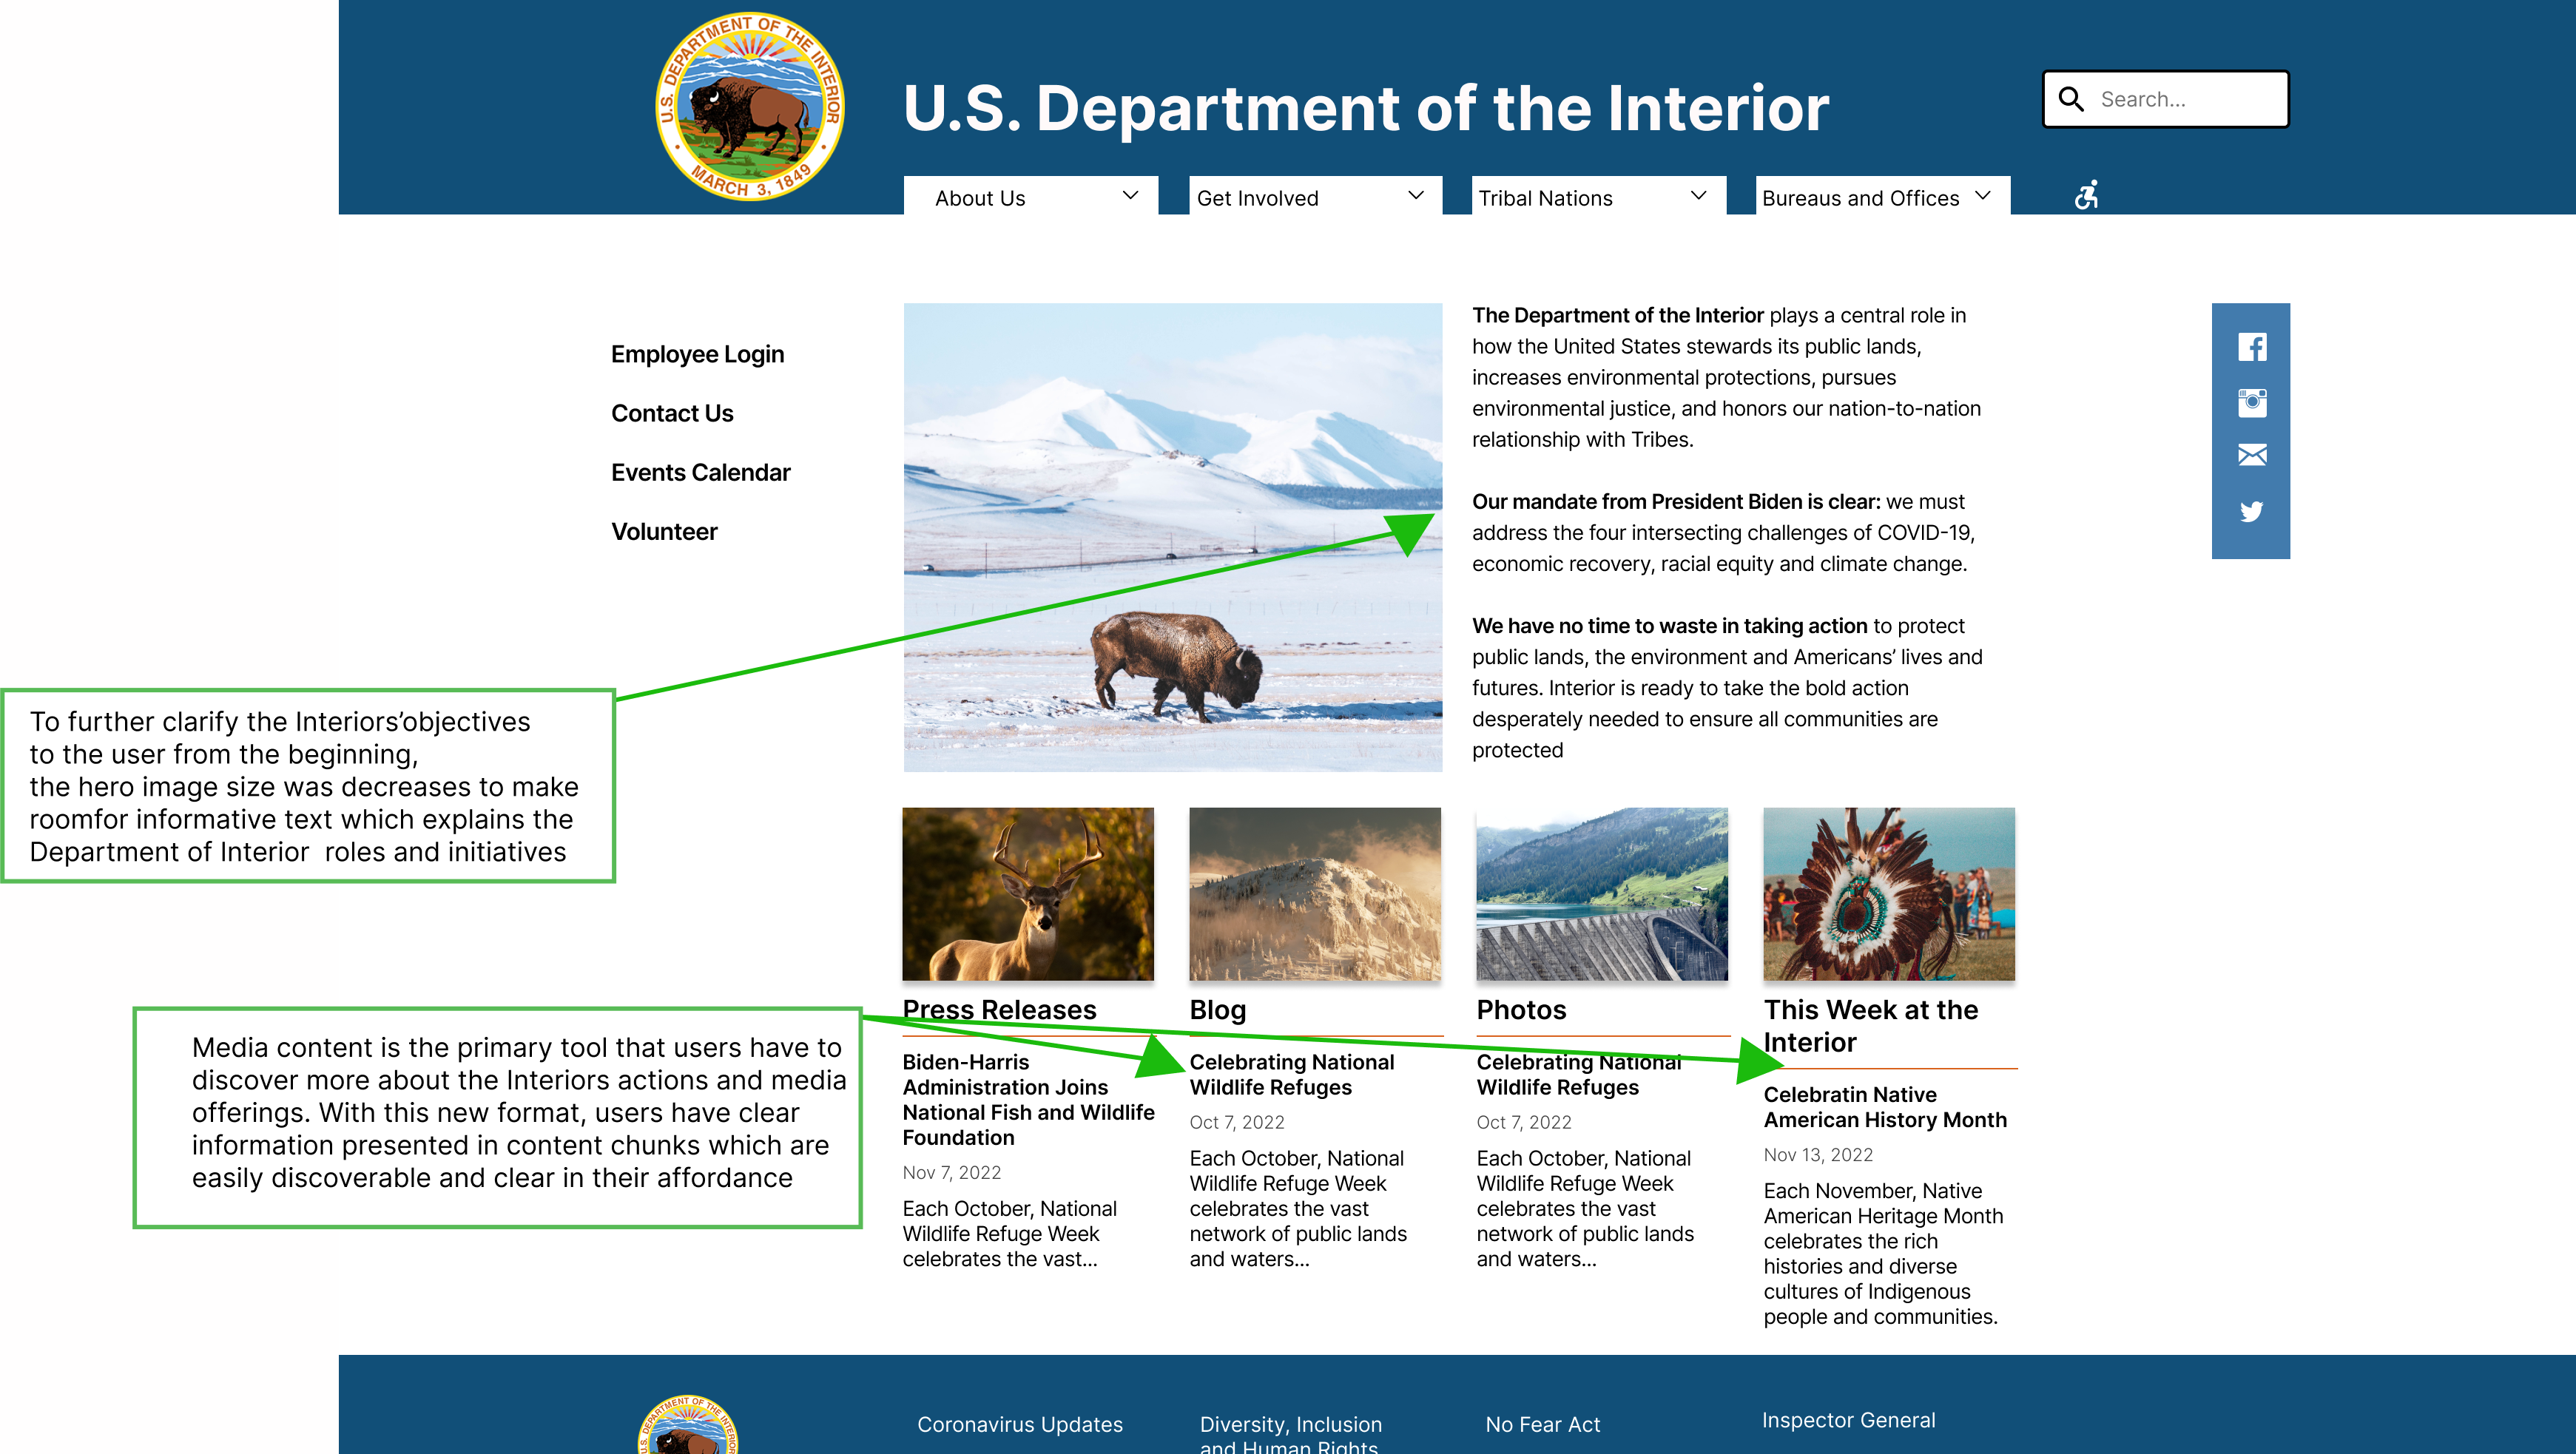 U.S. DEPARTMENT OF THE INTERIOR
MARCH 3, 1849
U.S. Department of the Interior
Search...
About Us
Get Involved
Tribal Nations
Bureaus and Offices
Employee Login
Contact Us
Events Calendar
Volunteer
The Department of the Interior plays a central role in
how the United States stewards its public lands,
increases environmental protections, pursues
environmental justice, and honors our nation-to-nation
relationship with Tribes.
Our mandate from President Biden is clear: we must
address the four intersecting challenges of COVID-19,
economic recovery, racial equity and climate change.
We have no time to waste in taking action to protect
public lands, the environment and Americans’ lives and
futures. Interior is ready to take the bold action
desperately needed to ensure all communities are
protected
To further clarify the Interiors’objectives
to the user from the beginning,
the hero image size was decreases to make
roomfor informative text which explains the
Department of Interior  roles and initiatives
Media content is the primary tool that users have to
discover more about the Interiors actions and media
offerings. With this new format, users have clear
information presented in content chunks which are
easily discoverable and clear in their affordance
Press Releases
Biden-Harris
Administration Joins
National Fish and Wildlife
Foundation
Nov 7, 2022
Each October, National
Wildlife Refuge Week
celebrates the vast...
Blog
Celebrating National
Wildlife Refuges
Oct 7, 2022
Each October, National
Wildlife Refuge Week
celebrates the vast
network of public lands
and waters...
Photos
Celebrating National
Wildlife Refuges
Oct 7, 2022
Each October, National
Wildlife Refuge Week
celebrates the vast
network of public lands
and waters...
This Week at the
Interior
Celebratin Native
American History Month
Nov 13, 2022
Each November, Native
American Heritage Month
celebrates the rich
histories and diverse
cultures of Indigenous
people and communities.
U.S. DEPARTMENT OF THE INTERIOR
Coronavirus Updates
Diversity, Inclusion
and Human Rights
No Fear Act
Inspector General